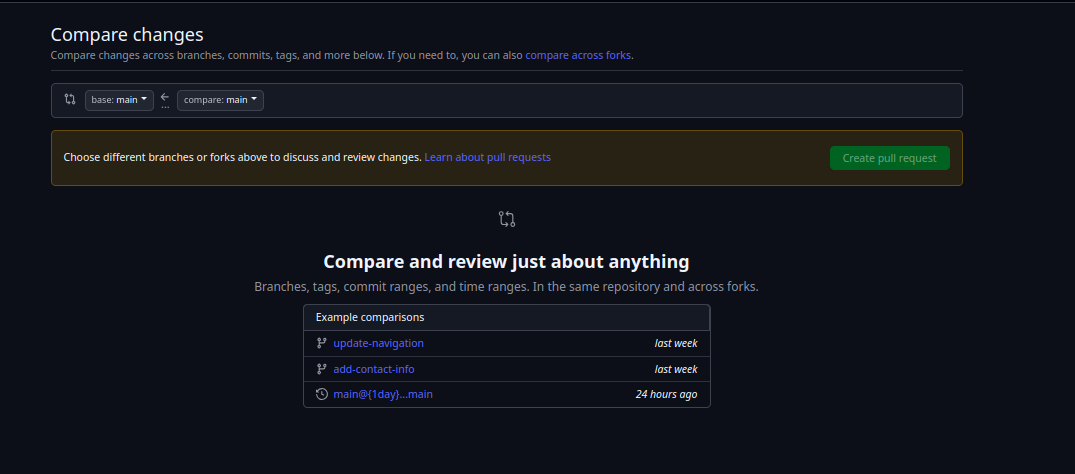 Compare changes
Compare changes across branches, commits, tags, and more below. If you need to, you can also compare across forks.
base: main ← ... compare: main
Choose different branches or forks above to discuss and review changes. Learn about pull requests Create pull request
Compare and review just about anything
Branches, tags, commit ranges, and time ranges. In the same repository and across forks.
Example comparisons
update-navigation last week
add-contact-info last week
main@{1day}...main 24 hours ago